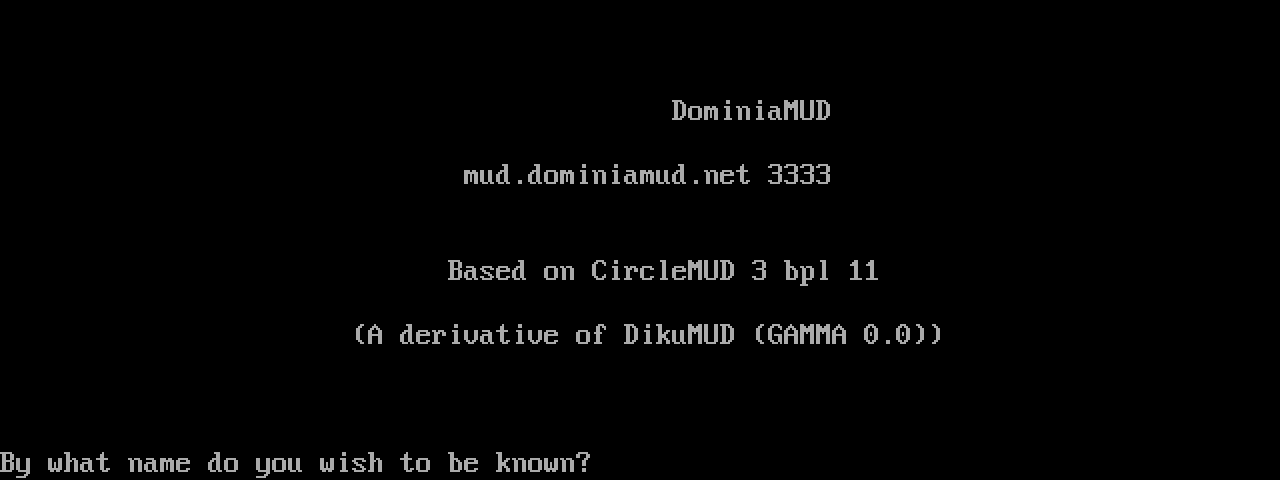 DominiaMUD
mud.dominiamud.net 3333
Based on CircleMUD 3 bpl 11
(A derivative of DikuMUD (GAMMA 0.0))
By what name do you wish to be known?